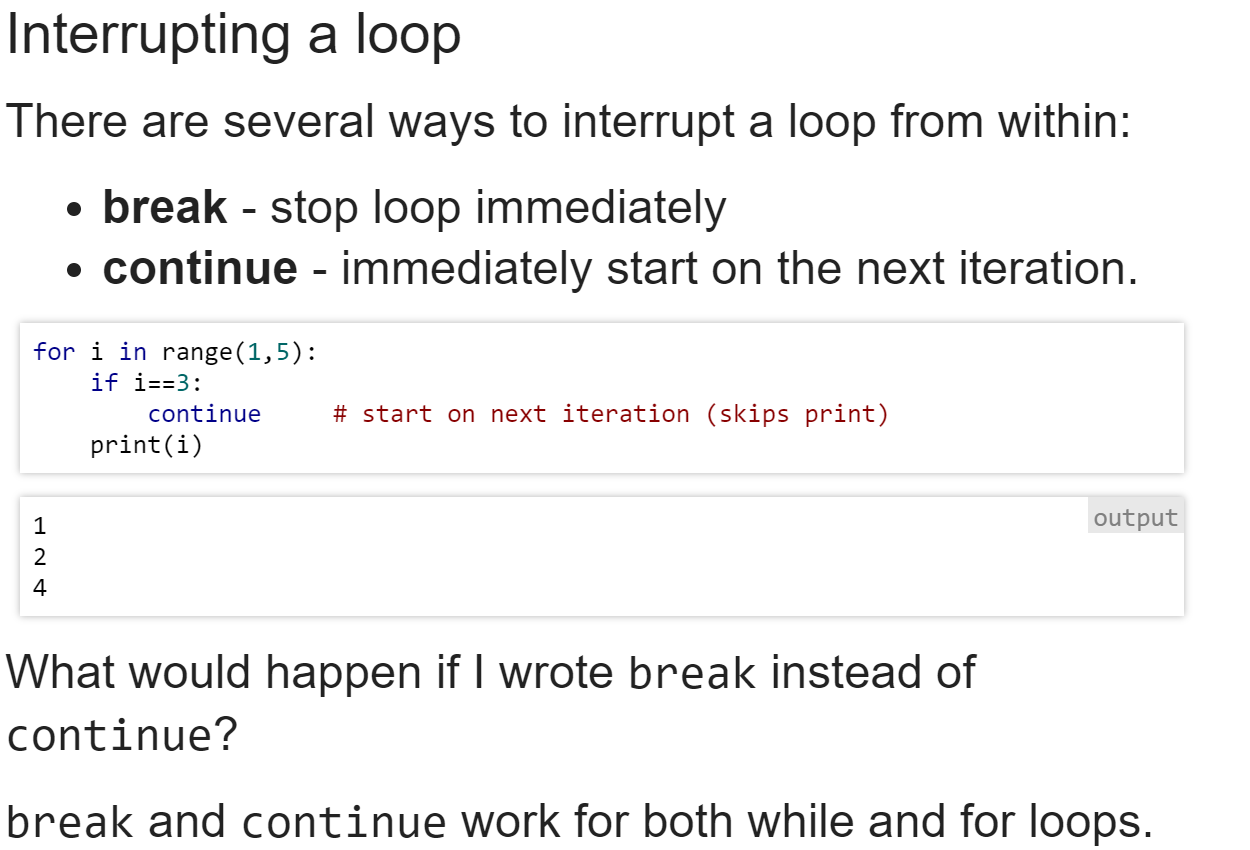 Interrupting a loop
There are several ways to interrupt a loop from within:
• break - stop loop immediately
• continue - immediately start on the next iteration.
for i in range(1,5):
    if i==3:
        continue     # start on next iteration (skips print)
    print(i)
output
1
2
4
What would happen if I wrote break instead of
continue?
break and continue work for both while and for loops.